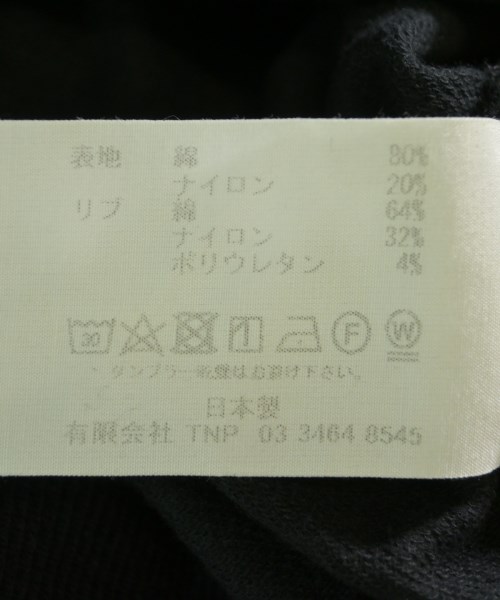 表地 綿 80%
ナイロン 20%
リブ 綿 64%
ナイロン 32%
ポリウレタン 4%
30 F W
タンブラー乾燥はお避け下さい。
日本製
有限会社 TNP 03 3464 8545